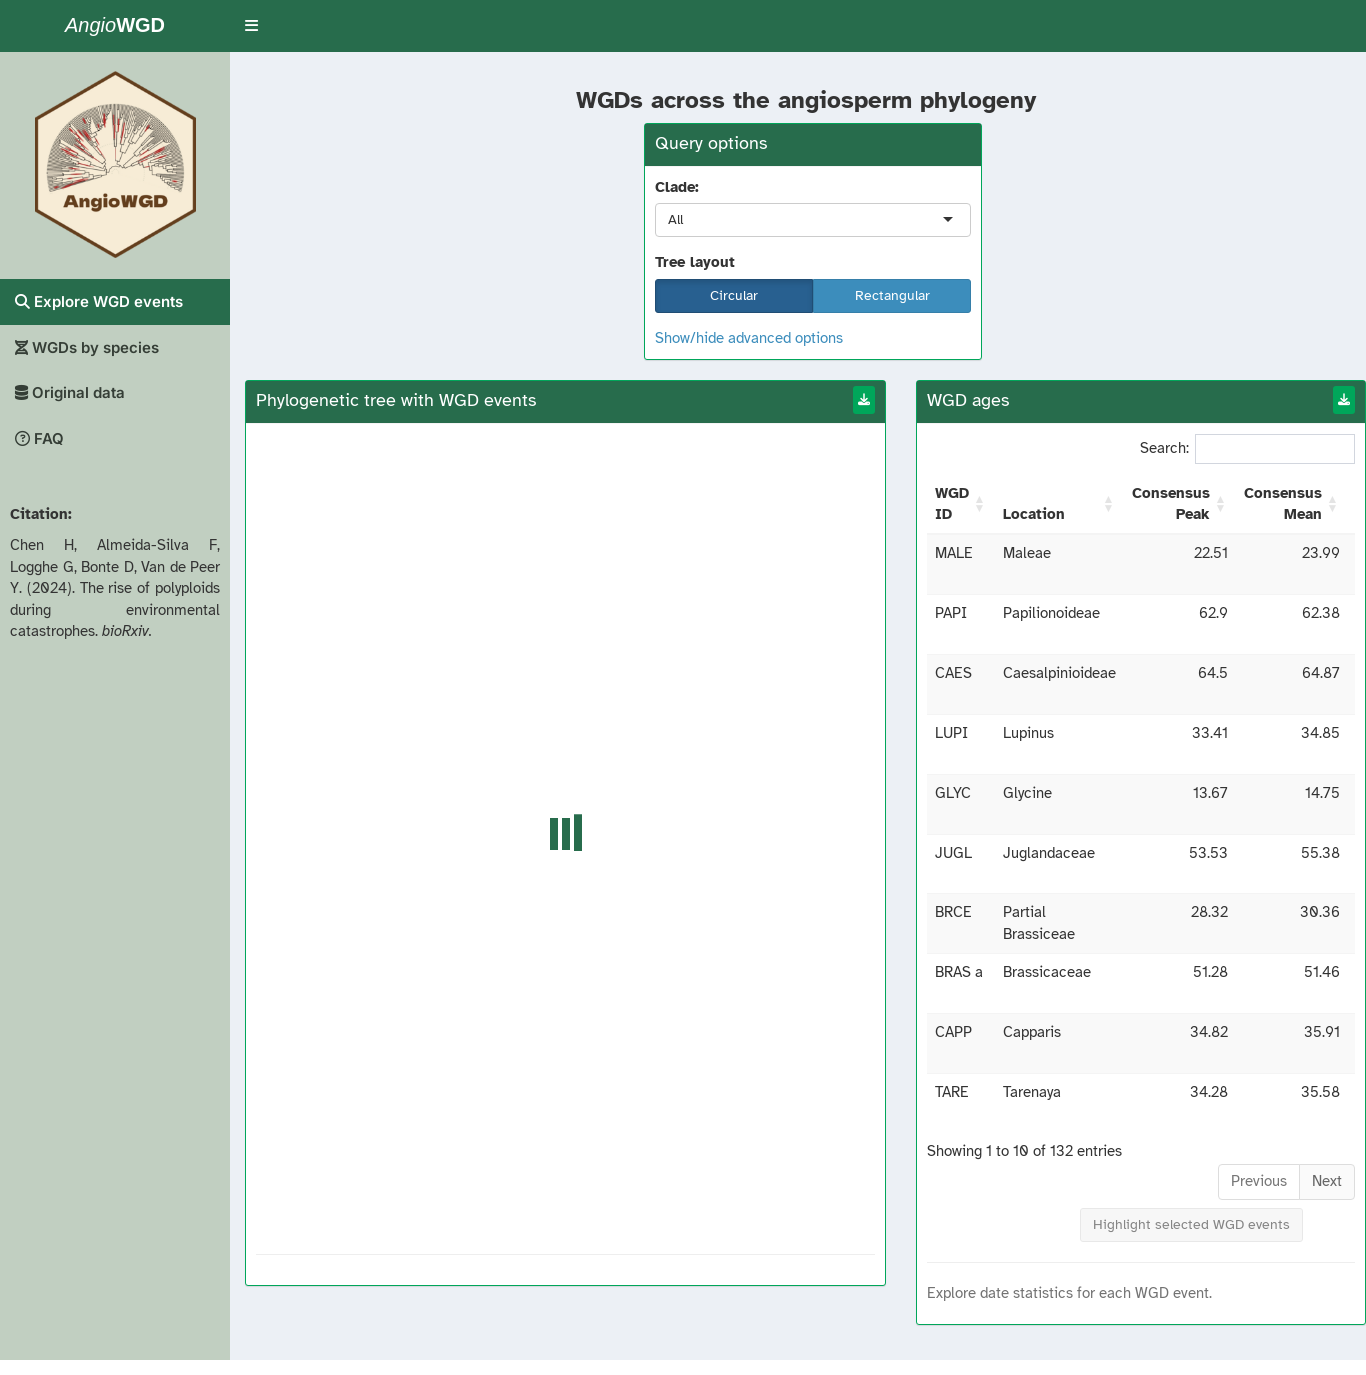 AngioWGD
AngioWGD
Explore WGD events
WGDs by species
Original data
FAQ
Citation:
Chen H, Almeida-Silva F,
Logghe G, Bonte D, Van de Peer
Y. (2024). The rise of polyploids
during environmental
catastrophes. bioRxiv.
WGDs across the angiosperm phylogeny
Query options
Clade:
All
Tree layout
Circular Rectangular
Show/hide advanced options
Phylogenetic tree with WGD events
WGD ages
Search:
WGD ID Location Consensus Peak Consensus Mean
MALE Maleae 22.51 23.99
PAPI Papilionoideae 62.9 62.38
CAES Caesalpinioideae 64.5 64.87
LUPI Lupinus 33.41 34.85
GLYC Glycine 13.67 14.75
JUGL Juglandaceae 53.53 55.38
BRCE Partial Brassiceae 28.32 30.36
BRAS a Brassicaceae 51.28 51.46
CAPP Capparis 34.82 35.91
TARE Tarenaya 34.28 35.58
Showing 1 to 10 of 132 entries
Previous Next
Highlight selected WGD events
Explore date statistics for each WGD event.